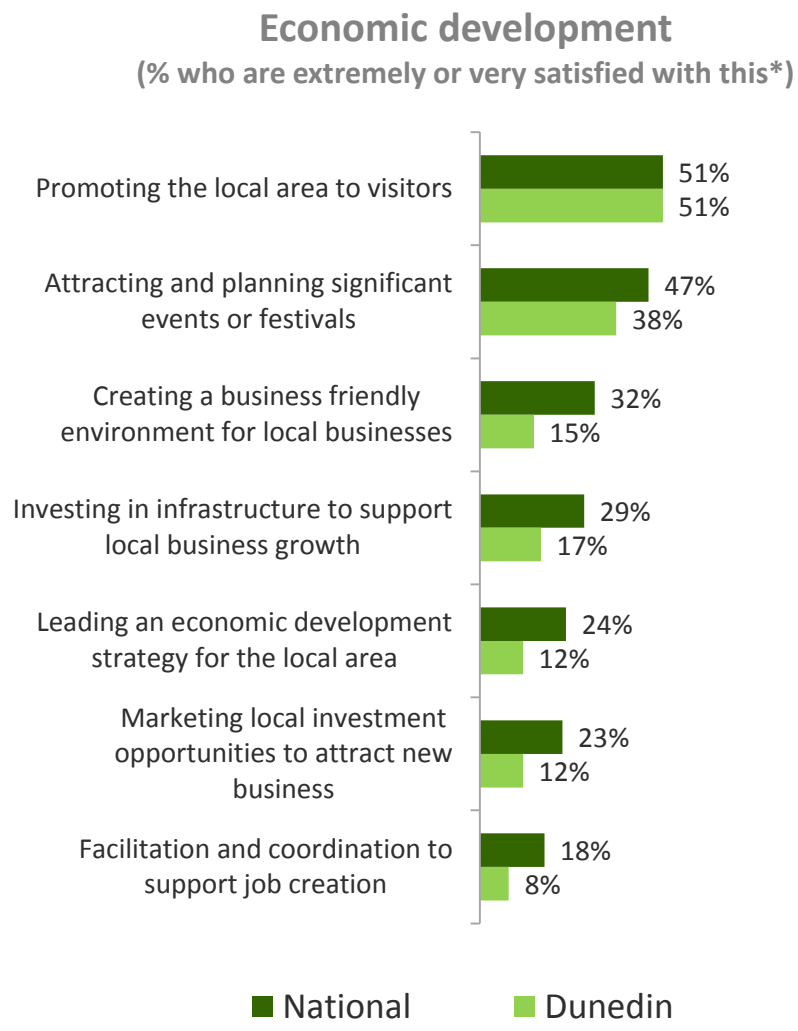 Economic development
(% who are extremely or very satisfied with this*)
Promoting the local area to visitors
51%
51%
Attracting and planning significant
events or festivals
47%
38%
Creating a business friendly
environment for local businesses
32%
15%
Investing in infrastructure to support
local business growth
29%
17%
Leading an economic development
strategy for the local area
24%
12%
Marketing local investment
opportunities to attract new
business
23%
12%
Facilitation and coordination to
support job creation
18%
8%
National
Dunedin